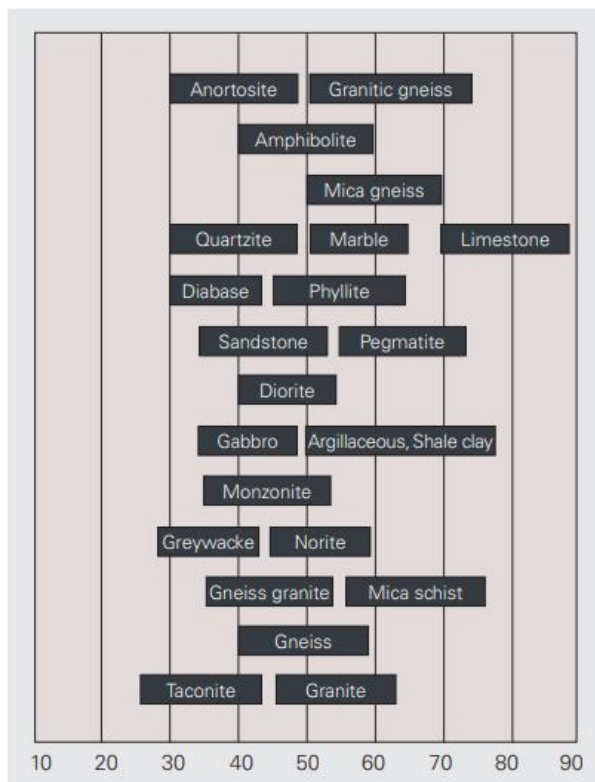 Anortosite Granitic gneiss
Amphibolite
Mica gneiss
Quartzite Marble Limestone
Diabase Phyllite
Sandstone Pegmatite
Diorite
Gabbro Argillaceous, Shale clay
Monzonite
Greywacke Norite
Gneiss granite Mica schist
Gneiss
Taconite Granite
10 20 30 40 50 60 70 80 90